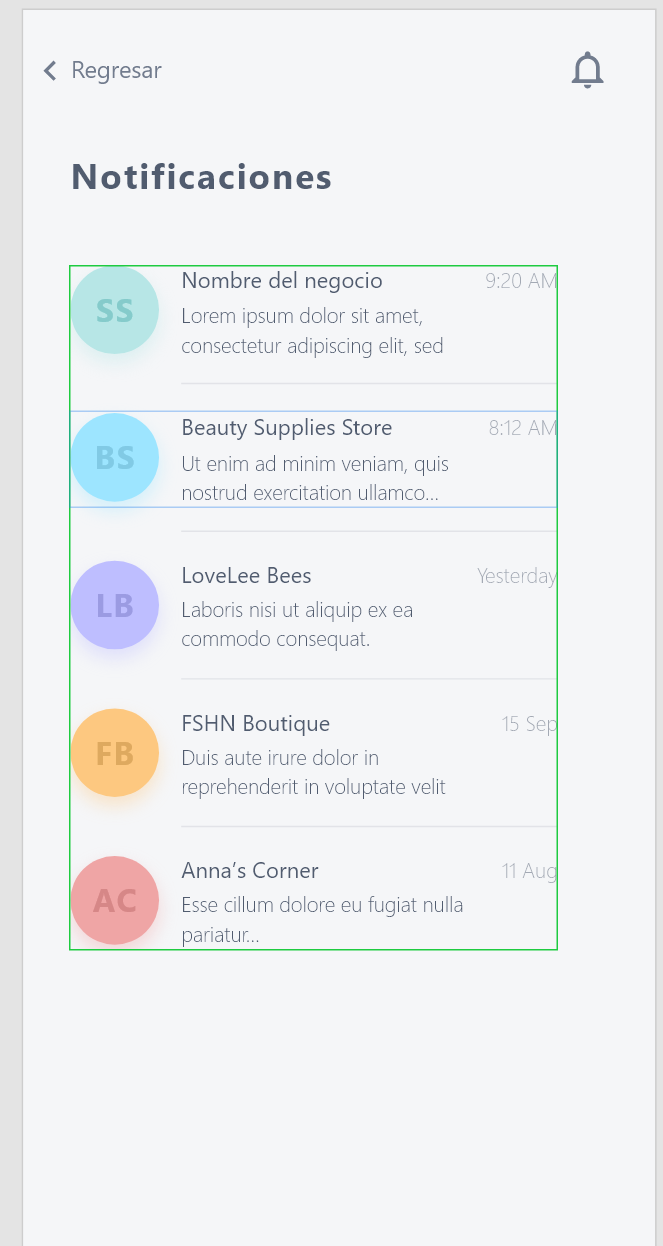 Regresar
Notificaciones
SS
Nombre del negocio
9:20 AM
Lorem ipsum dolor sit amet,
consectetur adipiscing elit, sed
BS
Beauty Supplies Store
8:12 AM
Ut enim ad minim veniam, quis
nostrud exercitation ullamco...
LB
LoveLee Bees
Yesterday
Laboris nisi ut aliquip ex ea
commodo consequat.
FB
FSHN Boutique
15 Sep
Duis aute irure dolor in
reprehenderit in voluptate velit
AC
Anna’s Corner
11 Aug
Esse cillum dolore eu fugiat nulla
pariatur...